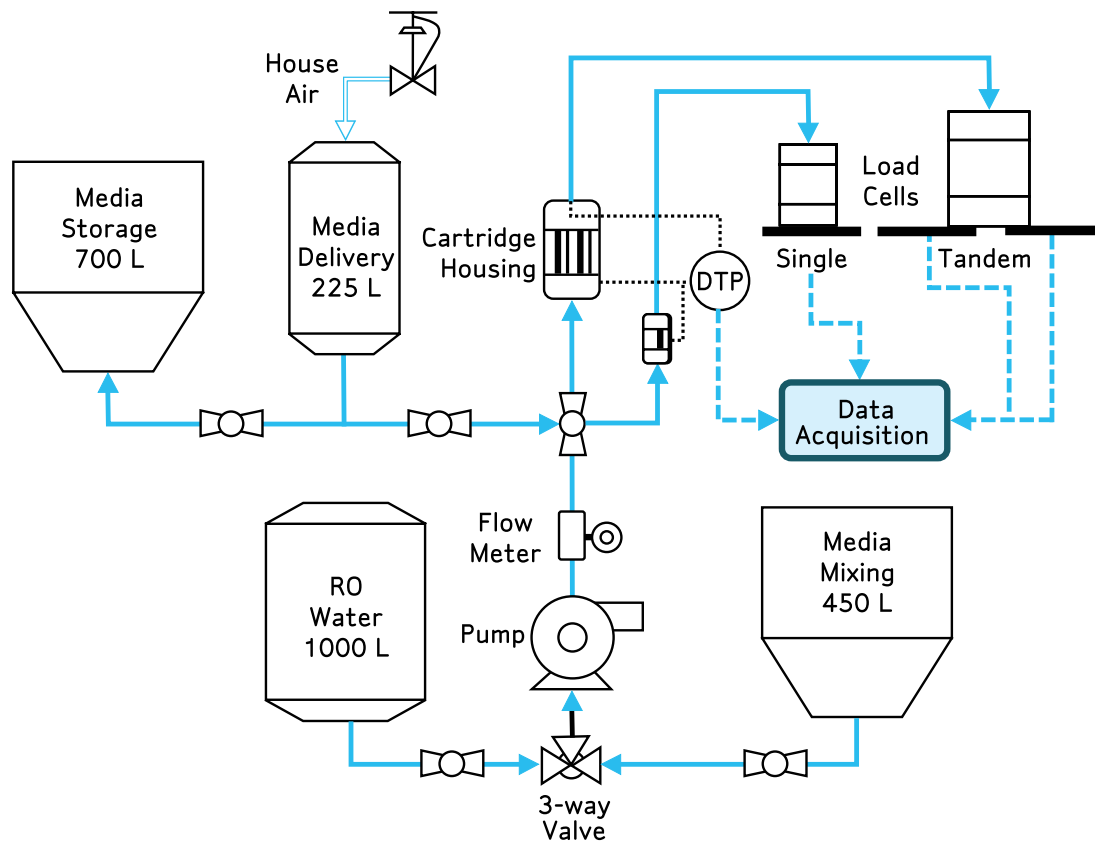 House
Air
Media
Storage
700 L
Media
Delivery
225 L
Cartridge
Housing
DTP
Load
Cells
Single
Tandem
Data
Acquisition
Flow
Meter
RO
Water
1000 L
Pump
Media
Mixing
450 L
3-way
Valve